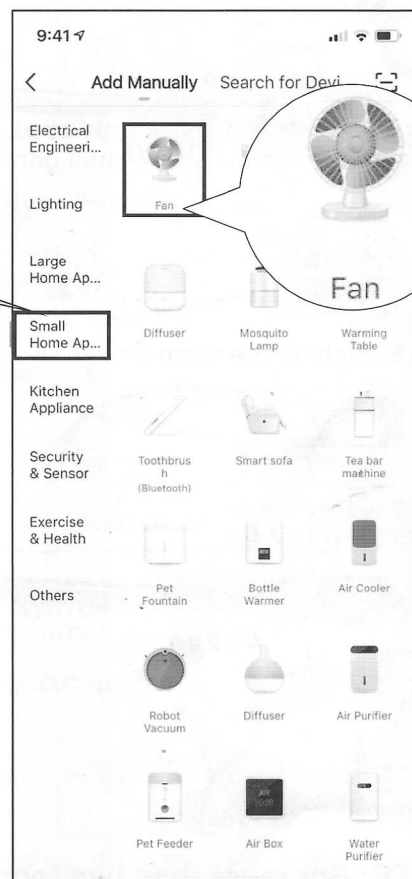 9:41
Add Manually Search for Devi
Electrical
Engineeri...
Lighting
Large
Home Ap...
Small
Home Ap...
Kitchen
Appliance
Security
& Sensor
Exercise
& Health
Others
Fan
Fan
Diffuser
Mosquito
Lamp
Warming
Table
Toothbrus
h
(Bluetooth)
Smart sofa
Tea bar
machine
Pet
Fountain
Bottle
Warmer
Air Cooler
Robot
Vacuum
Diffuser
Air Purifier
Pet Feeder
Air Box
Water
Purifier